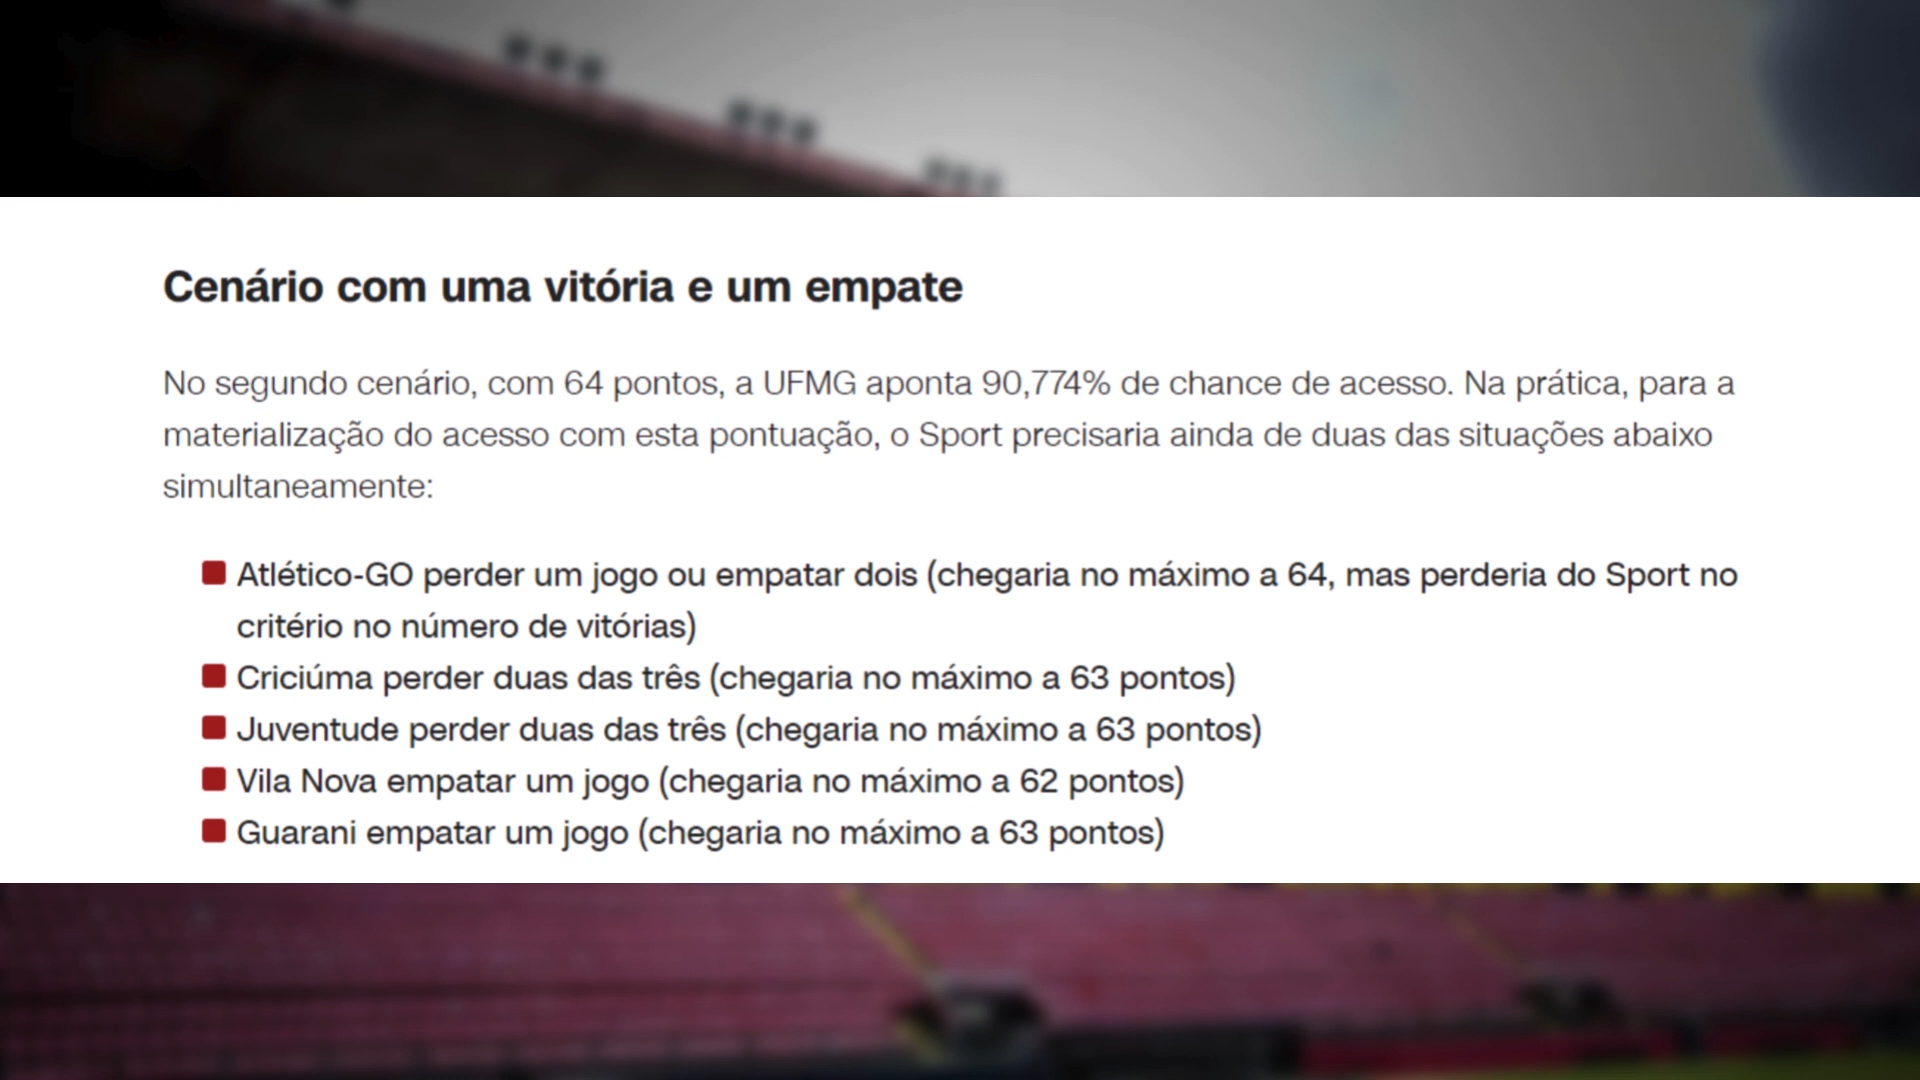 Cenário com uma vitória e um empate
No segundo cenário, com 64 pontos, a UFMG aponta 90,774% de chance de acesso. Na prática, para a
materialização do acesso com esta pontuação, o Sport precisaria ainda de duas das situações abaixo
simultaneamente:
Atlético-GO perder um jogo ou empatar dois (chegaria no máximo a 64, mas perderia do Sport no
critério no número de vitórias)
Criciúma perder duas das três (chegaria no máximo a 63 pontos)
Juventude perder duas das três (chegaria no máximo a 63 pontos)
Vila Nova empatar um jogo (chegaria no máximo a 62 pontos)
Guarani empatar um jogo (chegaria no máximo a 63 pontos)